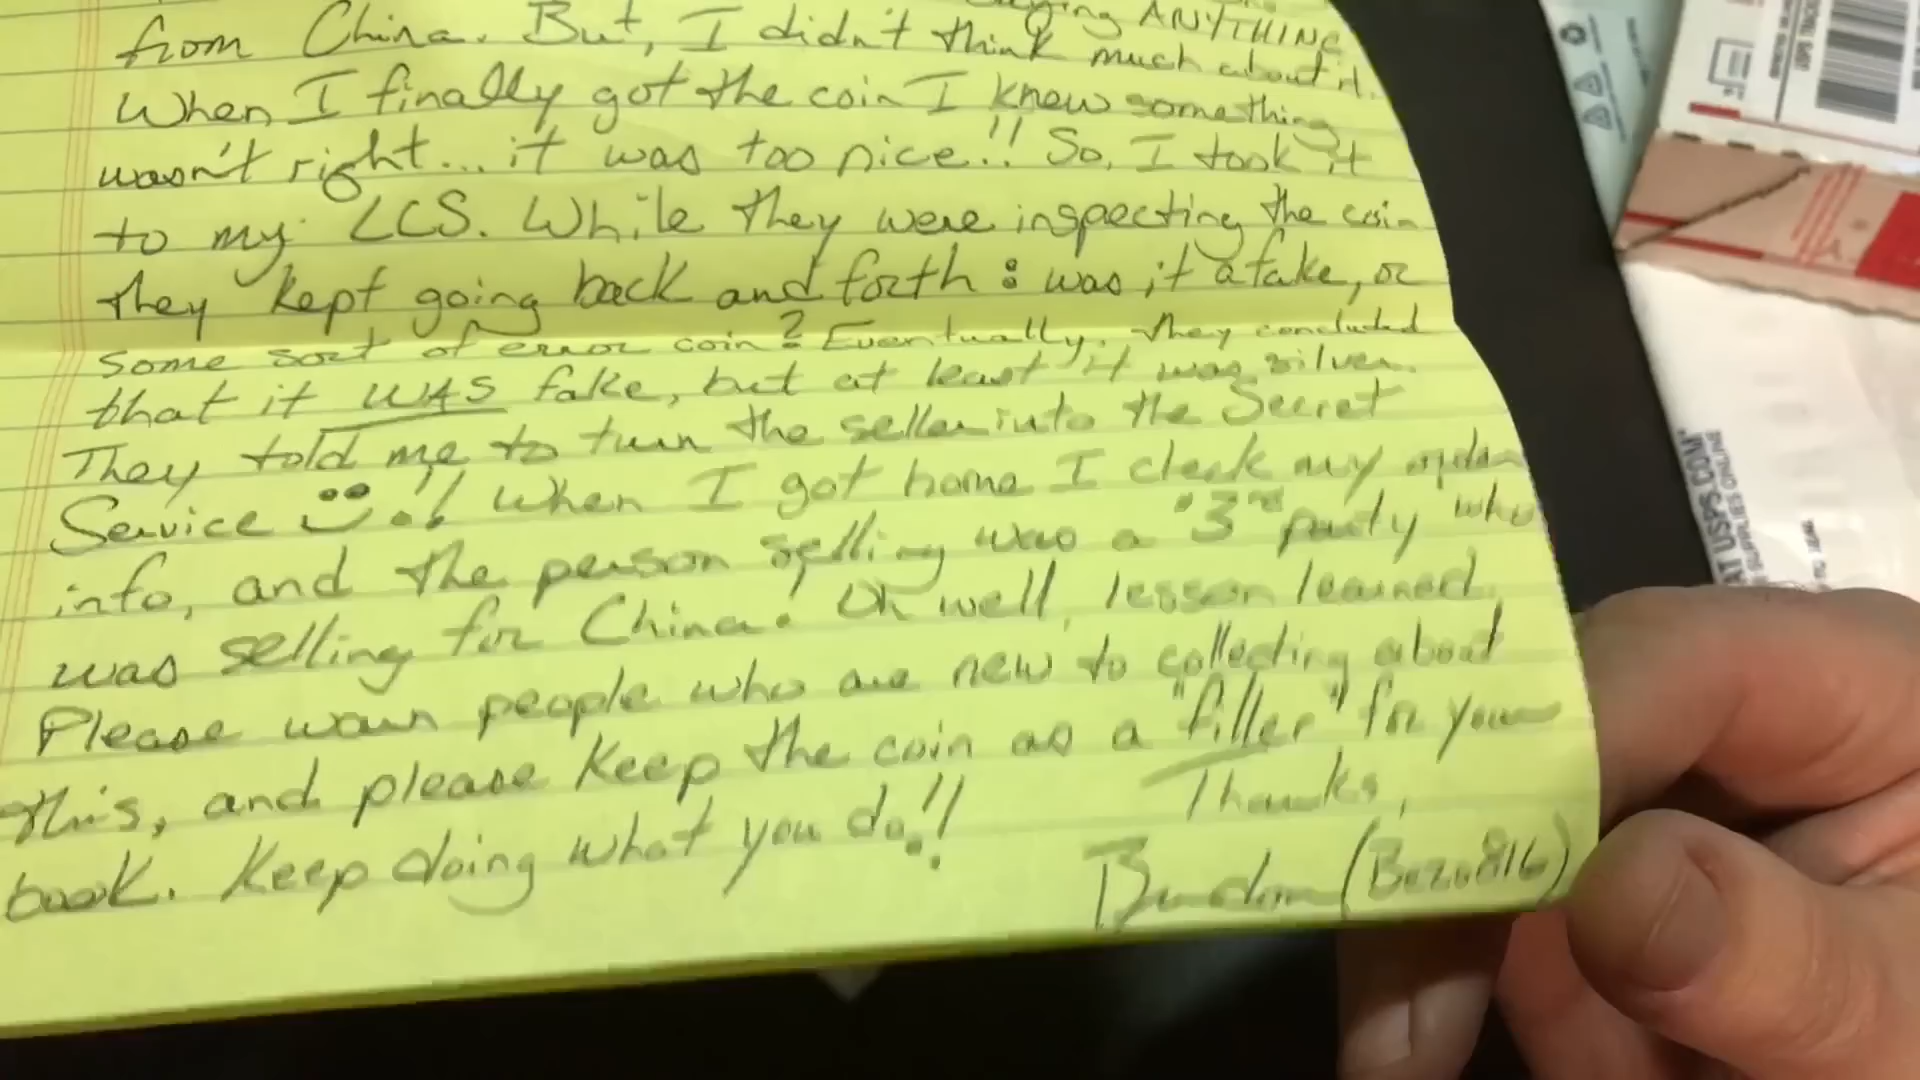 ANYTHING
from China. But, I didn't think much about it.
When I finally got the coin I knew something
wasn't right... it was too nice!! So, I took it
to my LCS. While they were inspecting the coin
they kept going back and forth: was it a fake, or
some sort of error coin? Eventually, they concluded
that it WAS fake, but at least it was silver.
They told me to turn the seller into the Secret
Service !! When I got home I check my
info, and the person selling was a "3rd party who
was selling for China. Oh well, lesson learned.
Please warn people who are new to collecting about
this, and please keep the coin as a "filler" for your
book. Keep doing what you do!!
Thanks,
(Bezo816)
USPS.COM
SUPPLIES ONLINE